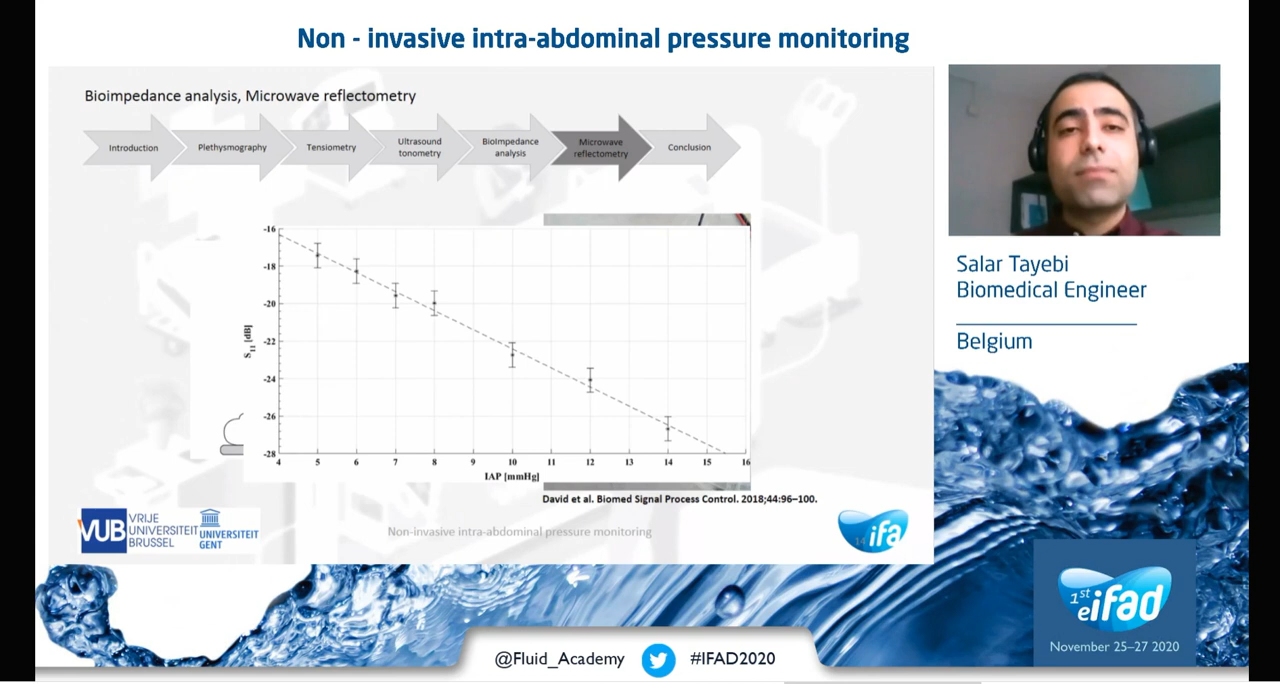 Non - invasive intra-abdominal pressure monitoring
Bioimpedance analysis, Microwave reflectometry
Introduction
Plethysmography
Tensiometry
Ultrasound
tonometry
BioImpedance
analysis
Microwave
reflectometry
Conclusion
-16
-18
-20
-22
-24
-26
-28
S11 [dB]
4 5 6 7 8 9 10 11 12 13 14 15 16
IAP [mmHg]
David et al. Biomed Signal Process Control. 2018;44:96–100.
VUB
VRIJE
UNIVERSITEIT
BRUSSEL
UNIVERSITEIT
GENT
Non-invasive intra-abdominal pressure monitoring
14
ifa
Salar Tayebi
Biomedical Engineer
Belgium
1st
eifad
November 25–27 2020
@Fluid_Academy
#IFAD2020